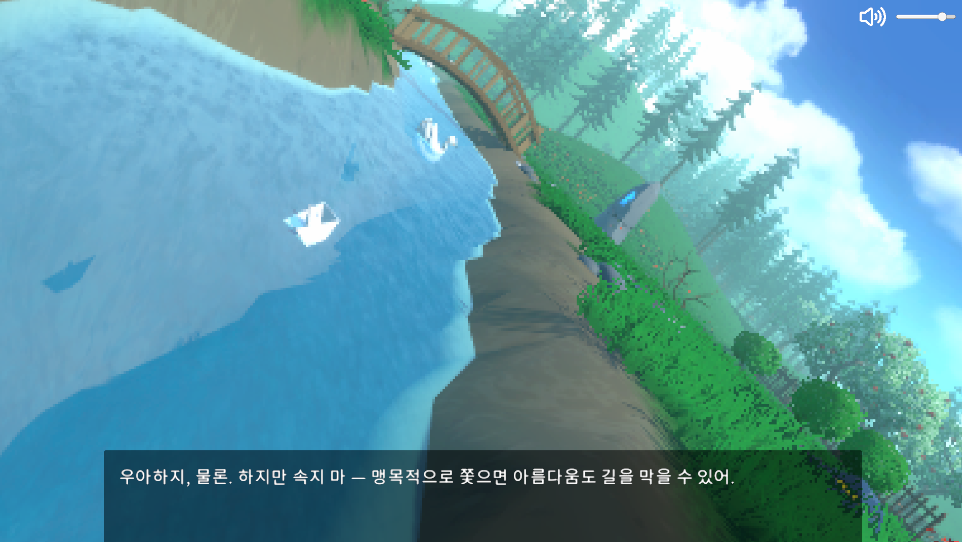 우아하지, 물론. 하지만 속지 마 — 맹목적으로 쫓으면 아름다움도 길을 막을 수 있어.